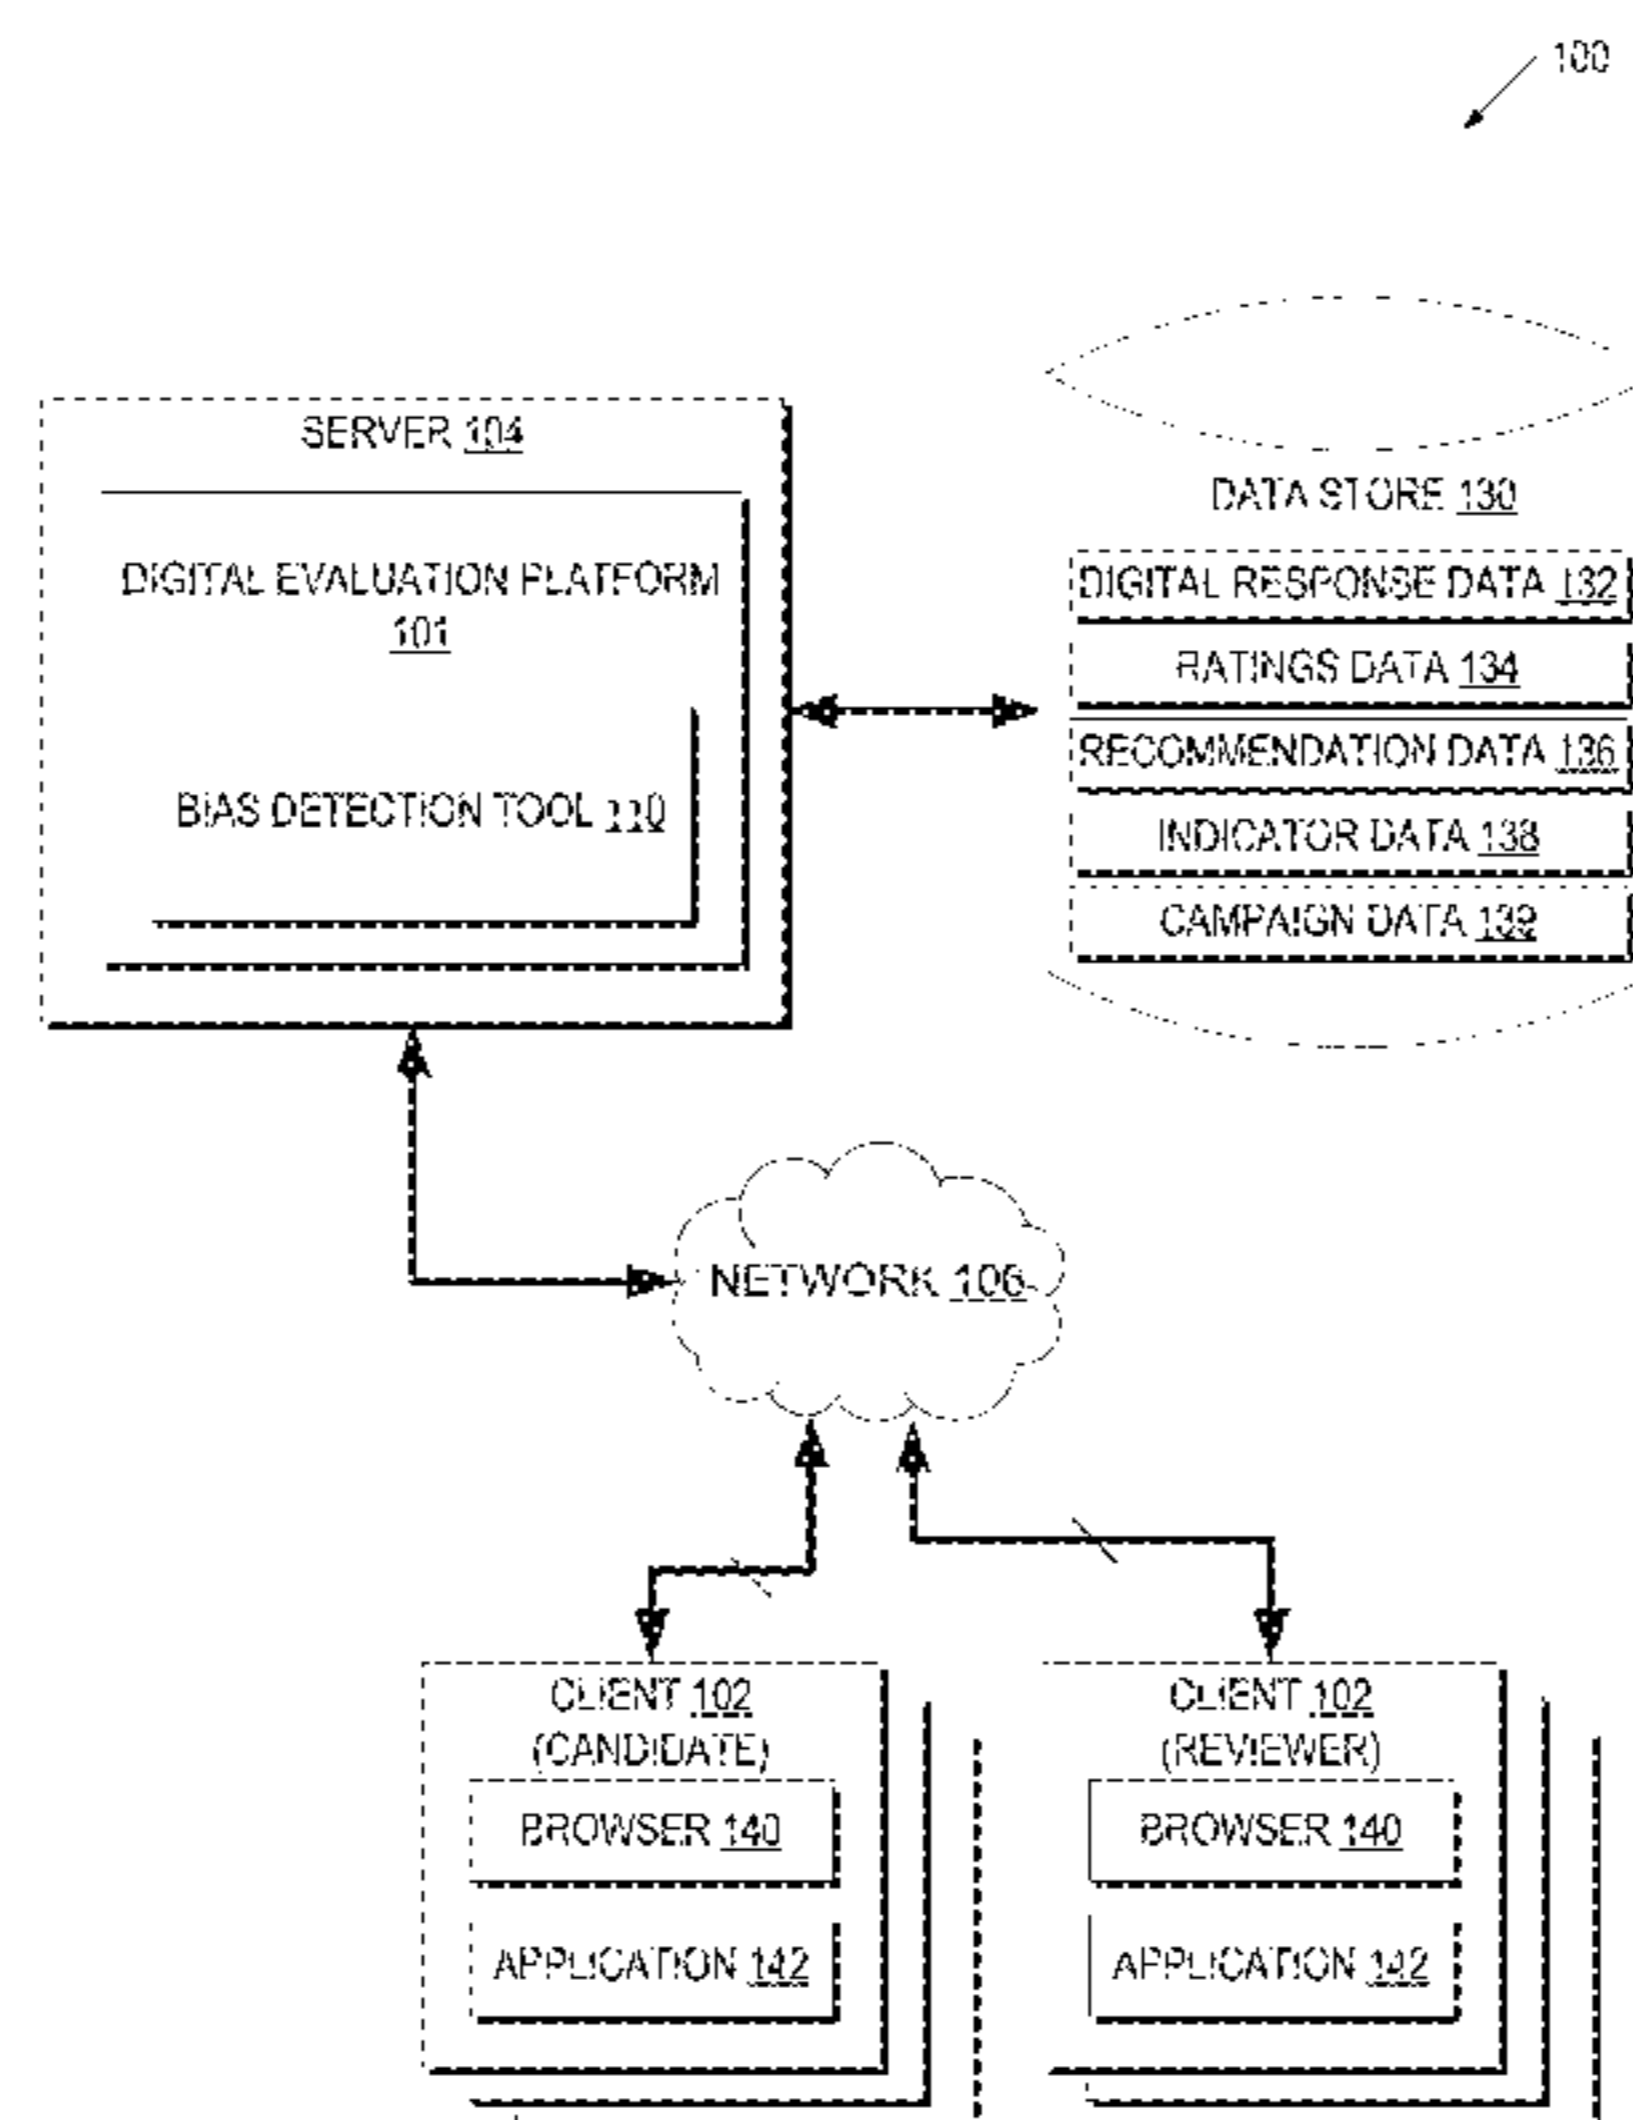 100
SERVER 104
DIGITAL EVALUATION PLATFORM
101
BIAS DETECTION TOOL 110
DATA STORE 130
DIGITAL RESPONSE DATA 132
RATINGS DATA 134
RECOMMENDATION DATA 136
INDICATOR DATA 138
CAMPAIGN DATA 139
NETWORK 106
CLIENT 102
(CANDIDATE)
BROWSER 140
APPLICATION 142
CLIENT 102
(REVIEWER)
BROWSER 140
APPLICATION 142